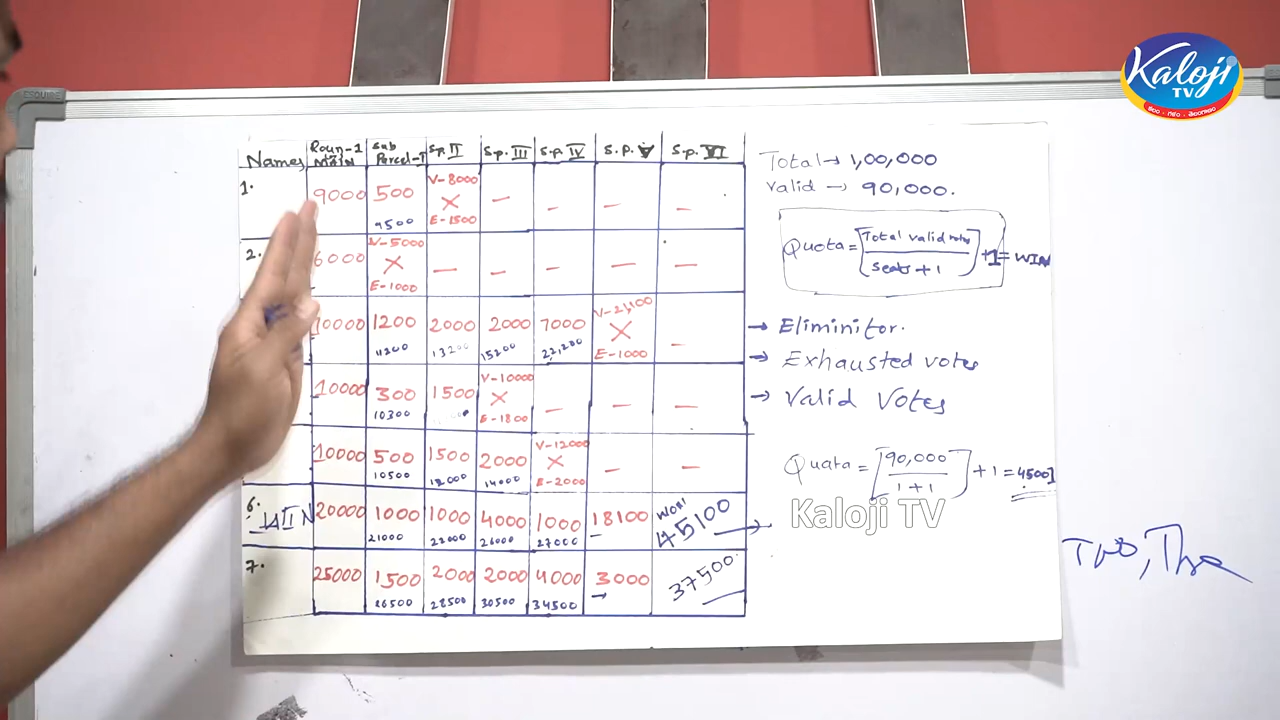 ESQUIRE
Kaloji
TV
Names Roun-1 MAIN Sub Parcel-I S.P. II S.P. III S.P. IV S.P. V S.P. VI
1. 9000 500 9500 V-8000 X E-1500 — — — —
2. 6000 V-5000 X E-1000 — — — — —
10000 1200 11200 2000 13200 2000 15200 7000 22,200 V-21,100 X E-1000 —
10000 300 10300 1500 V-10000 X E-1800 — — —
10000 500 10500 1500 12000 2000 14000 V-12000 X E-2000 — —
6. 20000 1000 21000 1000 22000 4000 26000 1000 27000 18100 WON! 45100
7. 25000 1500 26500 2000 28500 2000 30500 4000 34500 3000 37500
Total → 1,00,000
Valid → 90,000.
Quota = [Total valid votes / Seats + 1] + 1 = WIN
→ Eliminitor.
→ Exhausted votes
→ Valid Votes
Quata = [90,000 / 1+1] + 1 = 45001
Kaloji TV